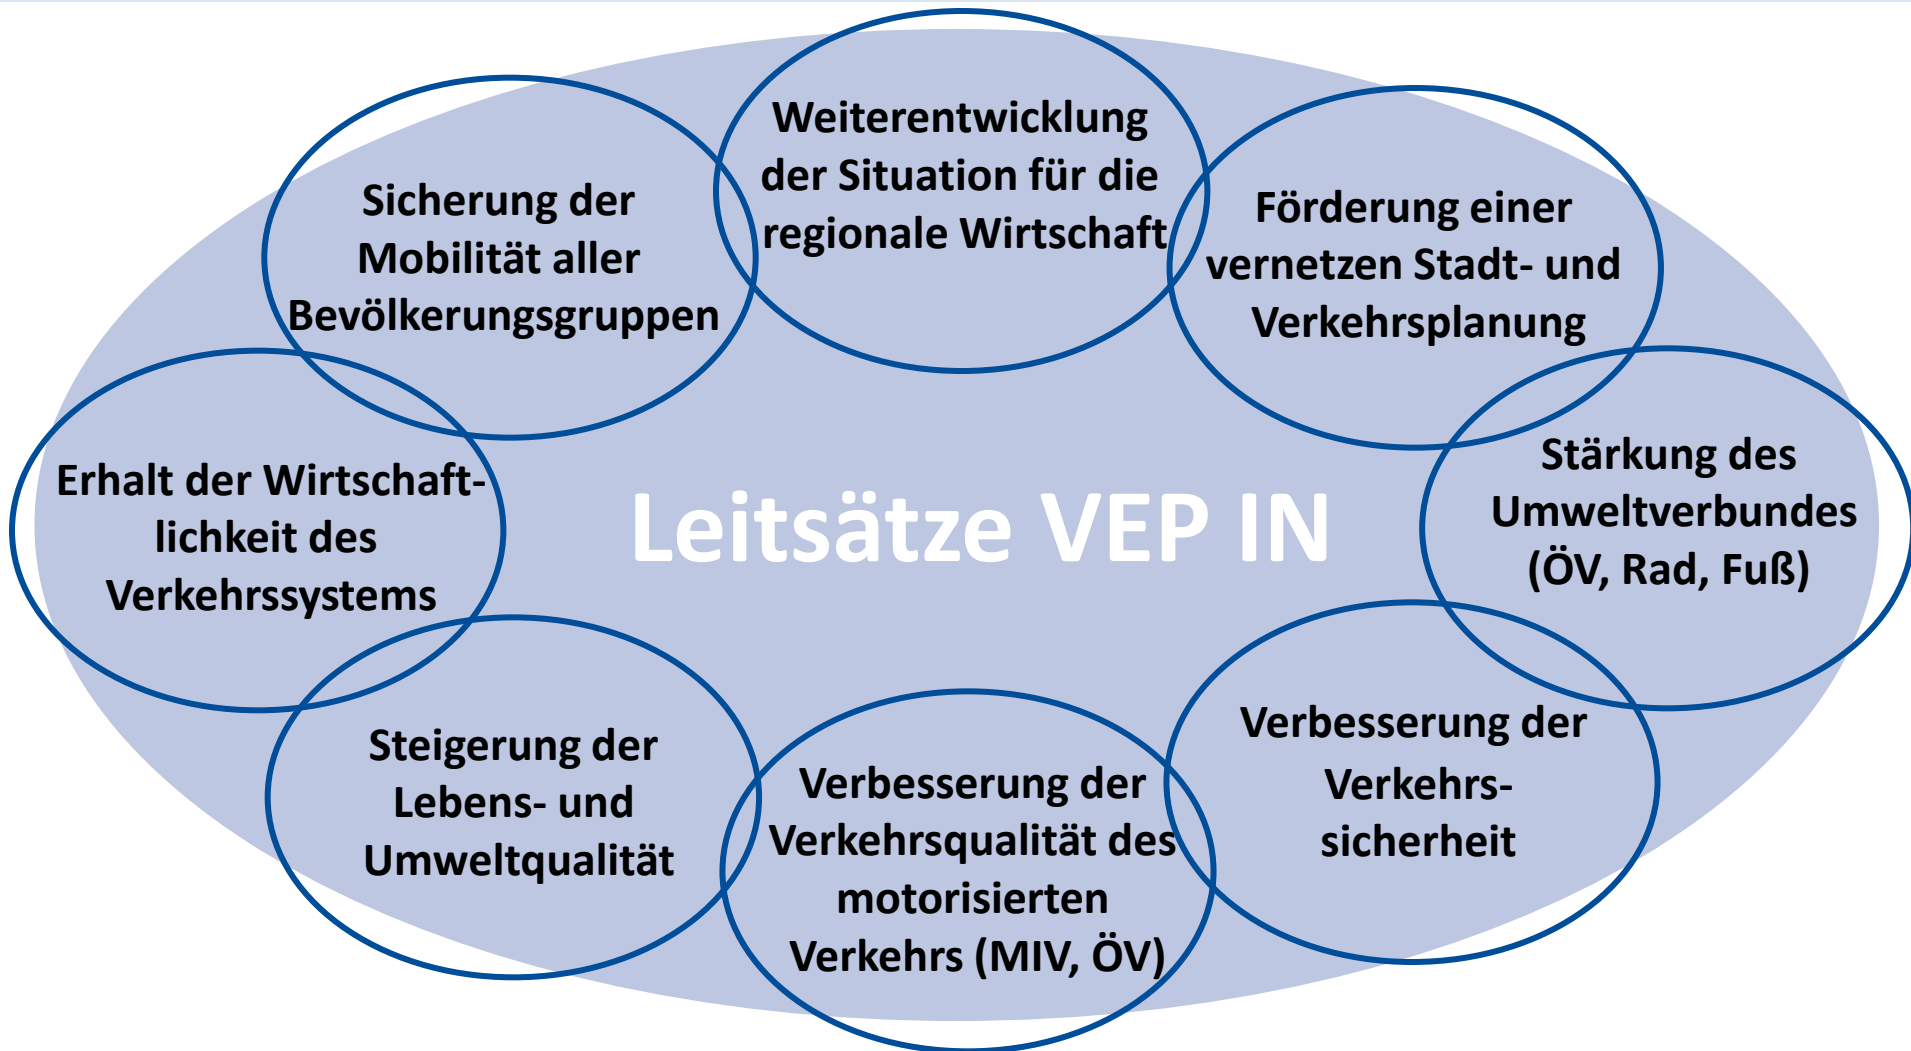 Weiterentwicklung
der Situation für die
regionale Wirtschaft
Förderung einer
vernetzen Stadt- und
Verkehrsplanung
Stärkung des
Umweltverbundes
(ÖV, Rad, Fuß)
Verbesserung der
Verkehrs-
sicherheit
Verbesserung der
Verkehrsqualität des
motorisierten
Verkehrs (MIV, ÖV)
Steigerung der
Lebens- und
Umweltqualität
Erhalt der Wirtschaft-
lichkeit des
Verkehrssystems
Sicherung der
Mobilität aller
Bevölkerungsgruppen
Leitsätze VEP IN